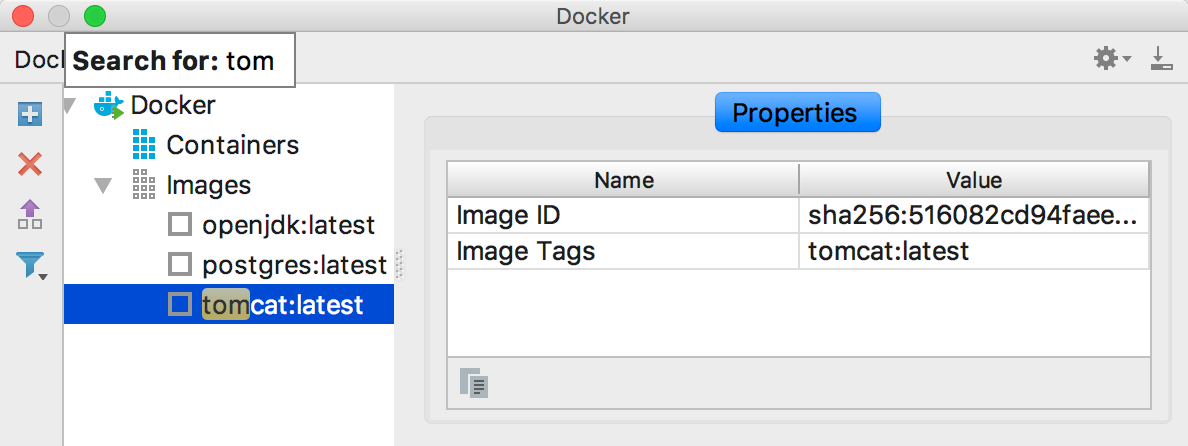 Docker
Doc
Search for: tom
Docker
Containers
Images
openjdk:latest
postgres:latest
tomcat:latest
Properties
Name Value
Image ID sha256:516082cd94faee...
Image Tags tomcat:latest